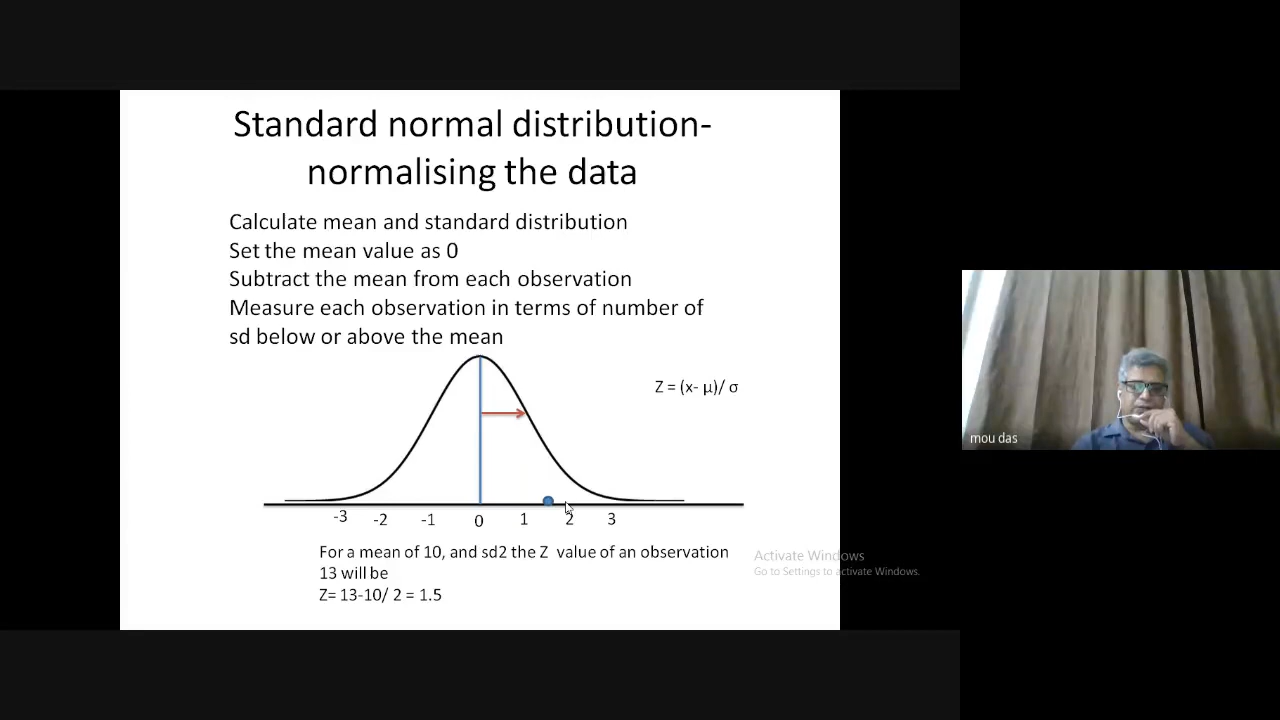 Standard normal distribution-
normalising the data
Calculate mean and standard distribution
Set the mean value as 0
Subtract the mean from each observation
Measure each observation in terms of number of
sd below or above the mean
Z = (x- μ)/ σ
-3 -2 -1 0 1 2 3
For a mean of 10, and sd2 the Z value of an observation
13 will be
Z= 13-10/ 2 = 1.5
mou das
Activate Windows
Go to Settings to activate Windows.